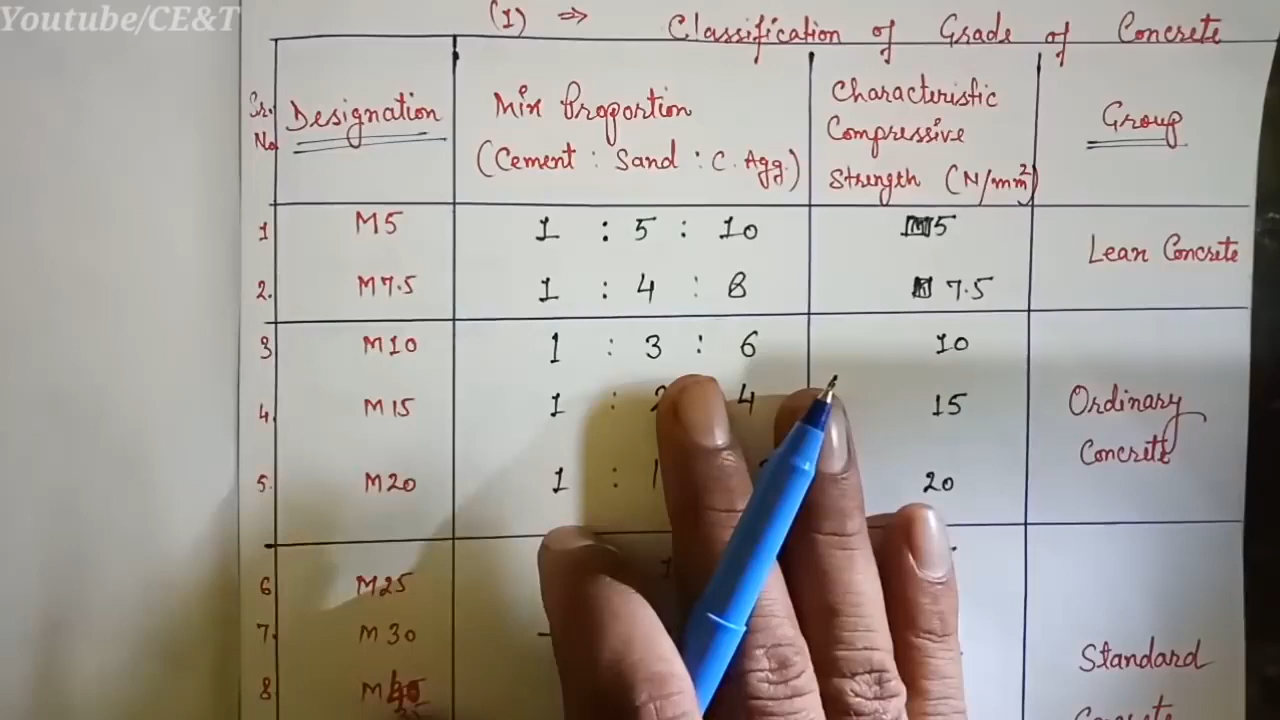 Youtube/CE&T
(1) ⇒ Classification of Grade of Concrete
Sr. No. Designation Mix Proportion (Cement : Sand : C. Agg.) Characteristic Compressive Strength (N/mm²) Group
1 M5 1 : 5 : 10 5 Lean Concrete
2. M7.5 1 : 4 : 8 7.5
3 M10 1 : 3 : 6 10
4. M15 1 : 2 4 15 Ordinary Concrete
5. M20 1 : 1 20
6 M25
7. M30
8 Standard Concrete